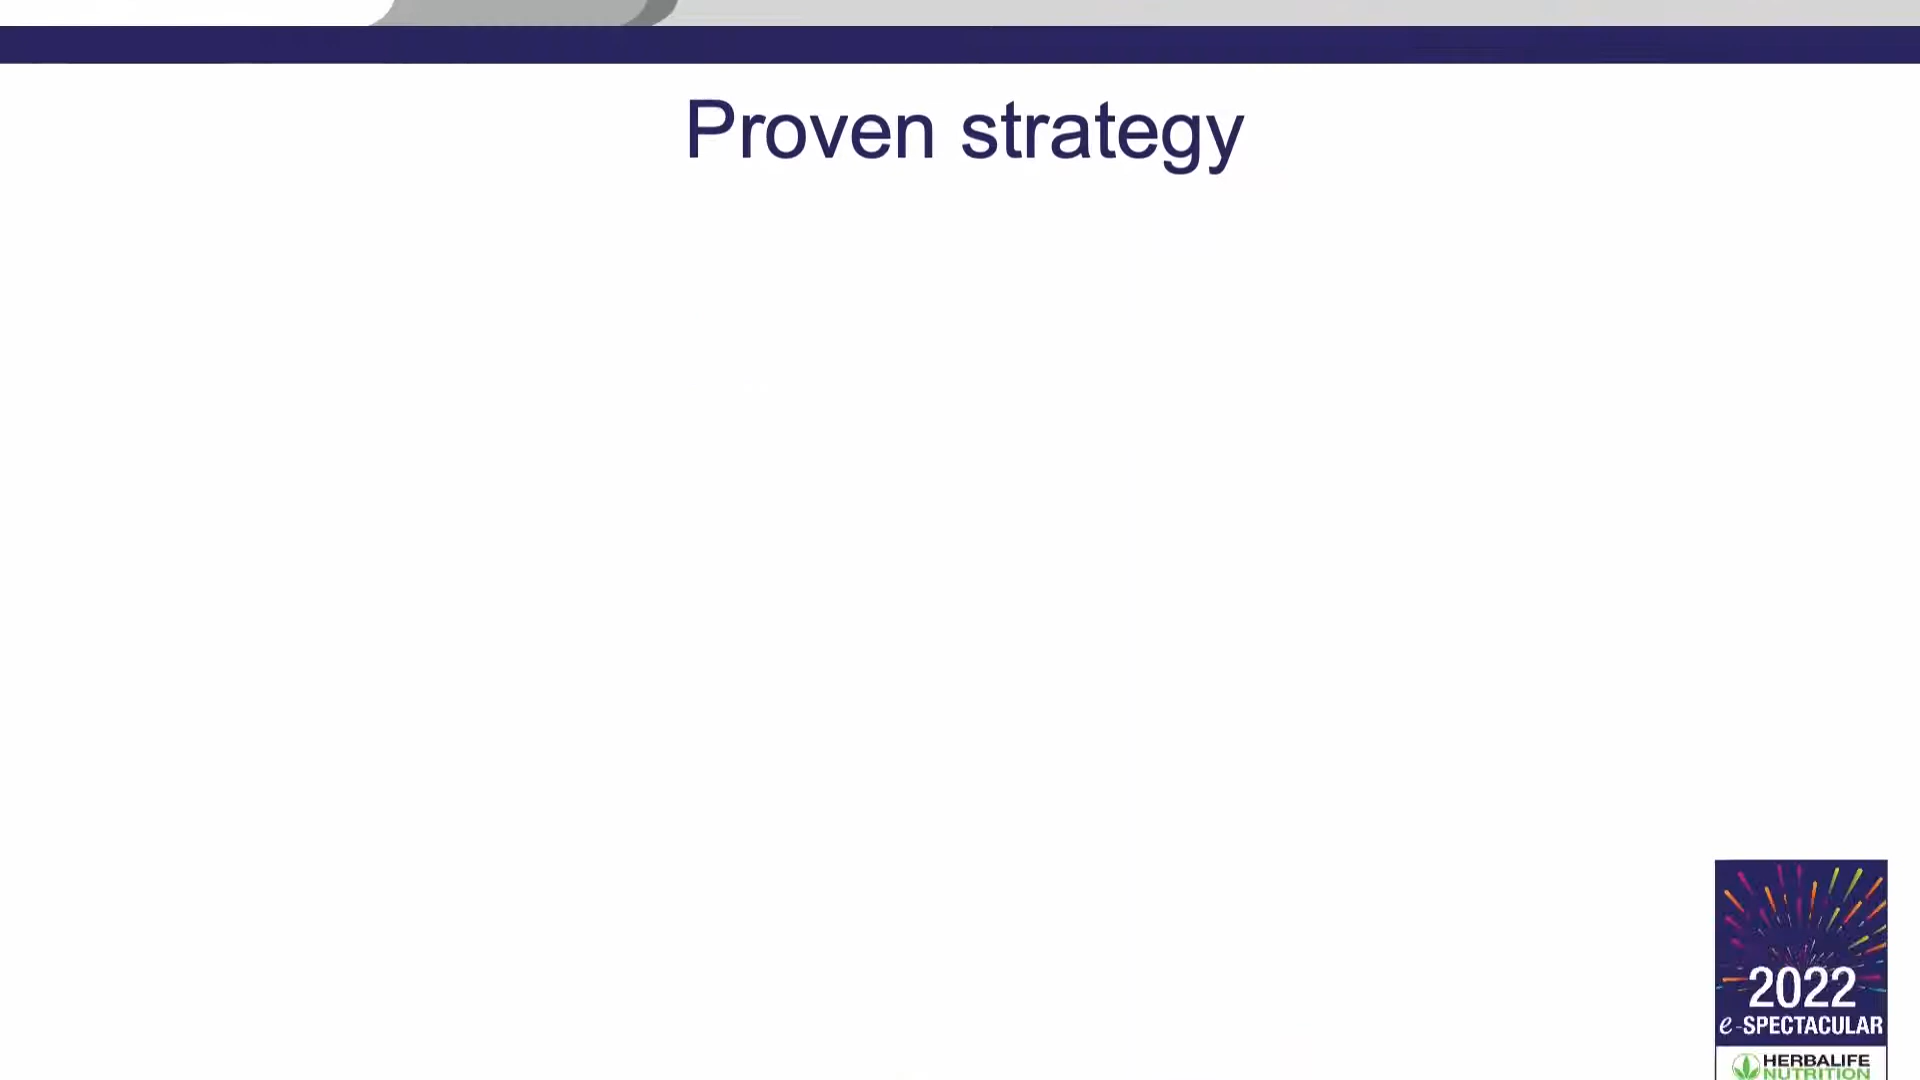 Proven strategy
2022
e-SPECTACULAR
HERBALIFE
NUTRITION